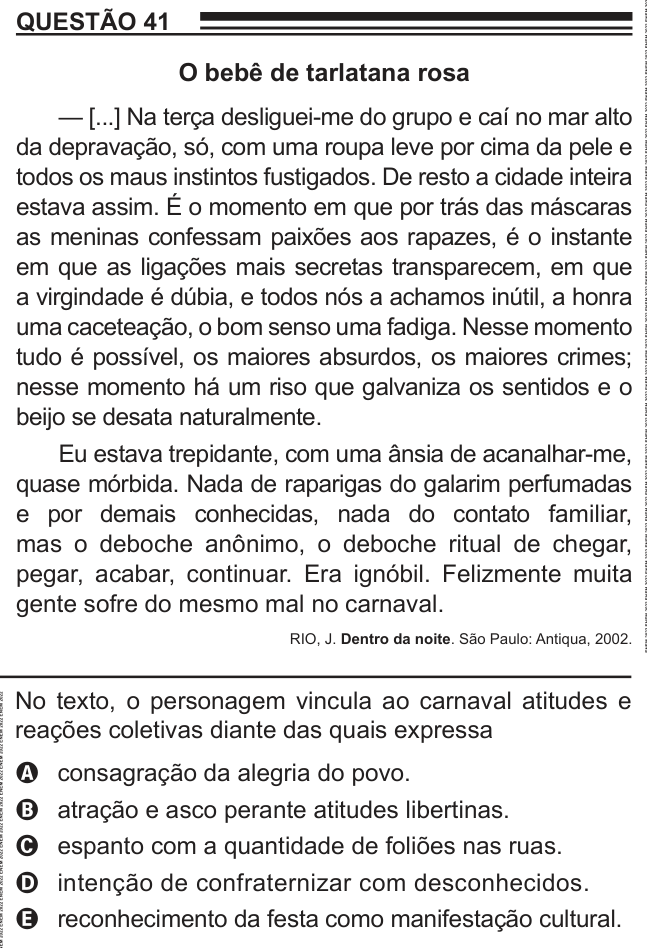 QUESTÃO 41
O bebê de tarlatana rosa
— [...] Na terça desliguei-me do grupo e caí no mar alto
da depravação, só, com uma roupa leve por cima da pele e
todos os maus instintos fustigados. De resto a cidade inteira
estava assim. É o momento em que por trás das máscaras
as meninas confessam paixões aos rapazes, é o instante
em que as ligações mais secretas transparecem, em que
a virgindade é dúbia, e todos nós a achamos inútil, a honra
uma caceteação, o bom senso uma fadiga. Nesse momento
tudo é possível, os maiores absurdos, os maiores crimes;
nesse momento há um riso que galvaniza os sentidos e o
beijo se desata naturalmente.
Eu estava trepidante, com uma ânsia de acanalhar-me,
quase mórbida. Nada de raparigas do galarim perfumadas
e por demais conhecidas, nada do contato familiar,
mas o deboche anônimo, o deboche ritual de chegar,
pegar, acabar, continuar. Era ignóbil. Felizmente muita
gente sofre do mesmo mal no carnaval.
RIO, J. Dentro da noite. São Paulo: Antiqua, 2002.
No texto, o personagem vincula ao carnaval atitudes e
reações coletivas diante das quais expressa
A consagração da alegria do povo.
B atração e asco perante atitudes libertinas.
C espanto com a quantidade de foliões nas ruas.
D intenção de confraternizar com desconhecidos.
E reconhecimento da festa como manifestação cultural.